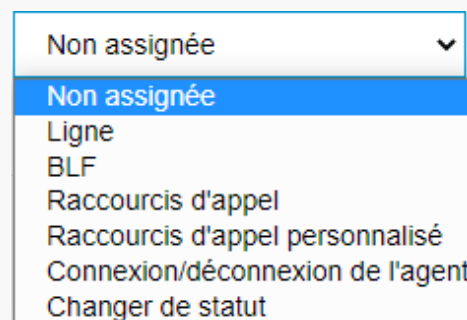 Non assignée
Non assignée
Ligne
BLF
Raccourcis d'appel
Raccourcis d'appel personnalisé
Connexion/déconnexion de l'agent
Changer de statut